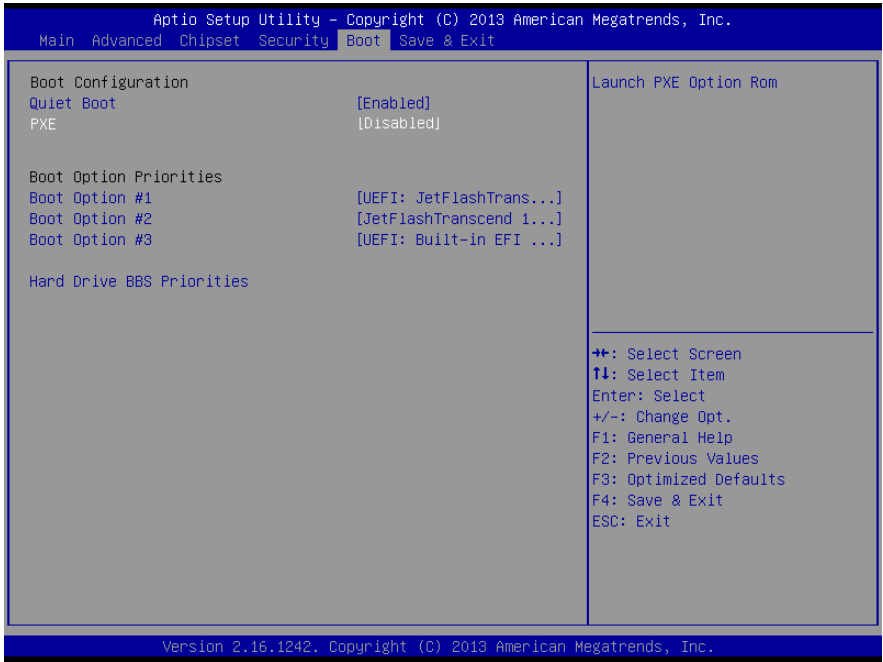 Aptio Setup Utility – Copyright (C) 2013 American Megatrends, Inc.
Main Advanced Chipset Security Boot Save & Exit
Boot Configuration
Quiet Boot [Enabled]
PXE [Disabled]
Boot Option Priorities
Boot Option #1 [UEFI: JetFlashTrans...]
Boot Option #2 [JetFlashTranscend 1...]
Boot Option #3 [UEFI: Built-in EFI ...]
Hard Drive BBS Priorities
Launch PXE Option Rom
→←: Select Screen
↑↓: Select Item
Enter: Select
+/-: Change Opt.
F1: General Help
F2: Previous Values
F3: Optimized Defaults
F4: Save & Exit
ESC: Exit
Version 2.16.1242. Copyright (C) 2013 American Megatrends, Inc.